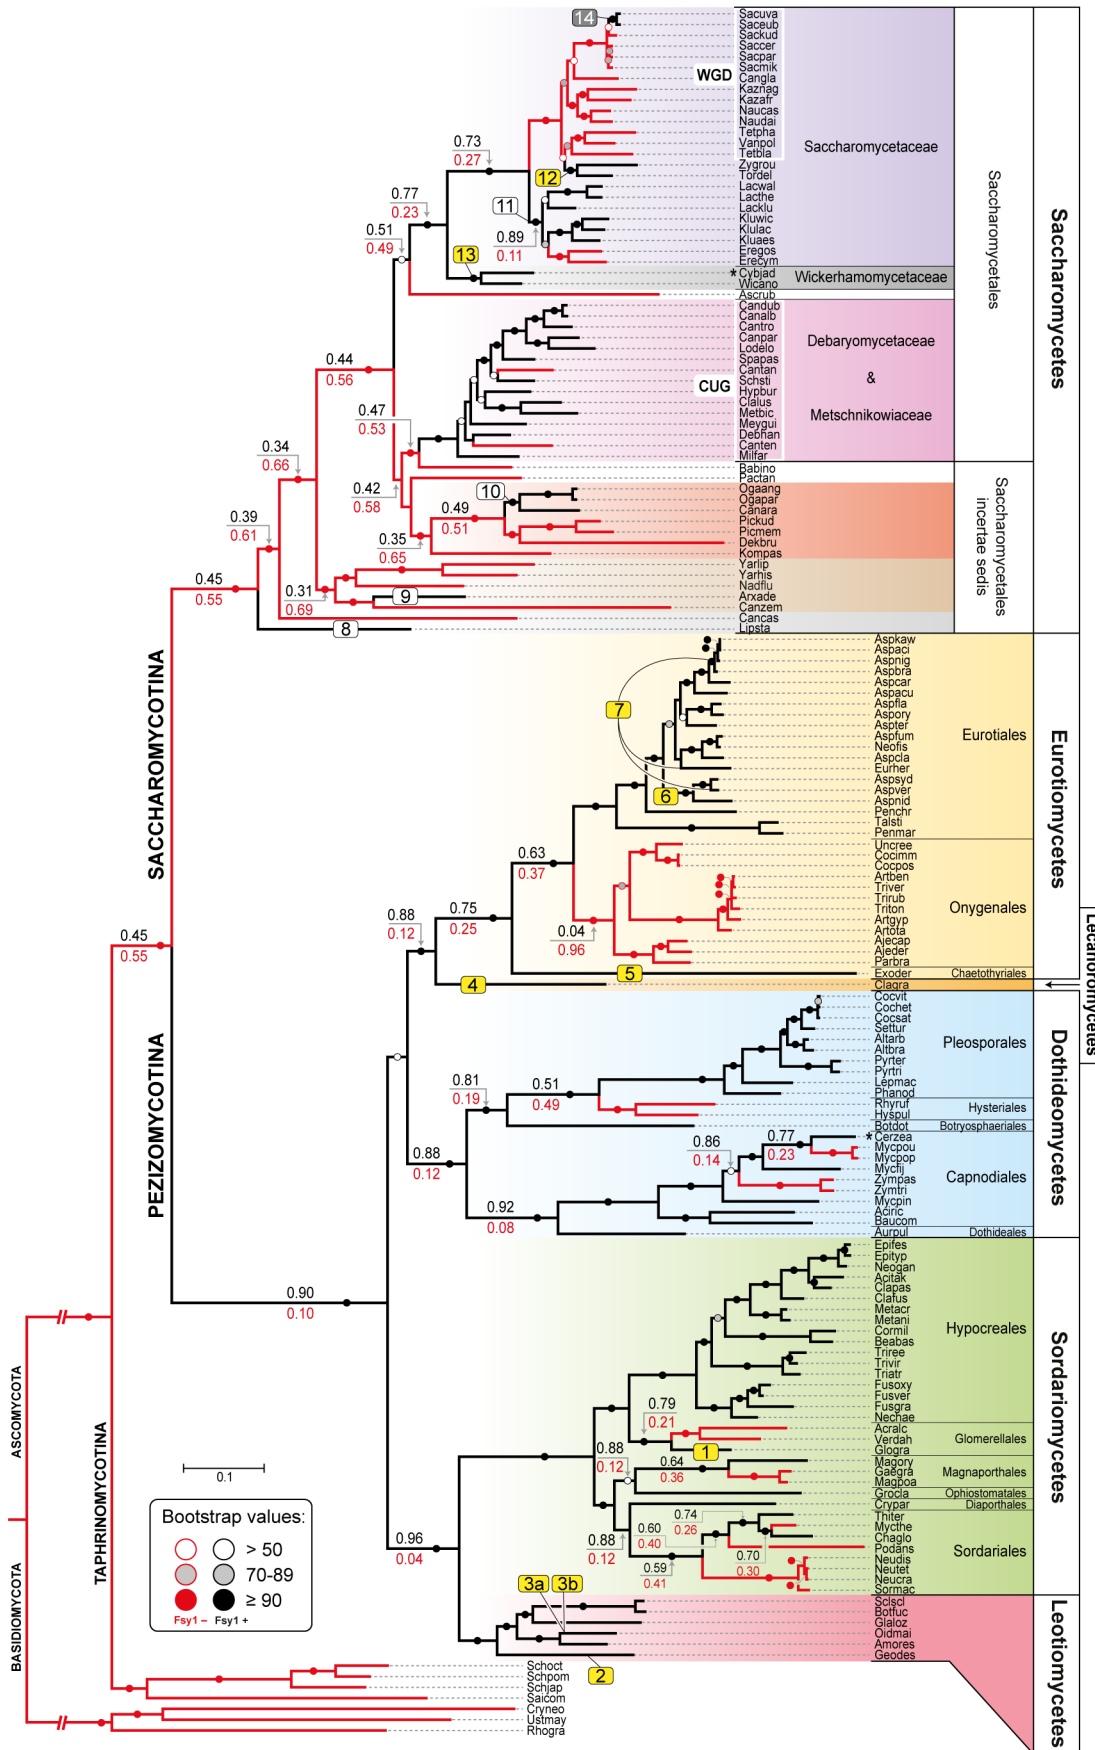 14
Sacuva
Saceub
Sackud
Saccer
Sacpar
Sacmik
Cangla
WGD
Kaznag
Kazafr
Naucas
Naudai
Tetpha
Vanpol
Tetbla
Zygrou
Tordel
Lacwal
Lacthe
Lacklu
Kluwic
Klulac
Kluaes
Eregos
Erecym
* Cybjad
Wicano
Ascrub
Candub
Canalb
Cantro
Canpar
Lodelo
Spapas
Cantan
Schsti
CUG
Hypbur
Clalus
Metbic
Meygui
Debhan
Canten
Milfar
Babino
Pactan
Ogaang
Ogapar
Canara
Pickud
Picmem
Dekbru
Kompas
Yarlip
Yarhis
Nadflu
Arxade
Canzem
Cancas
Lipsta
Saccharomycetaceae
Wickerhamomycetaceae
Debaryomycetaceae
&
Metschnikowiaceae
Saccharomycetales
Saccharomycetales
incertae sedis
Saccharomycetes
0.73
0.27
12
0.77
0.23
11
0.51
0.49
0.89
0.11
13
0.44
0.56
0.47
0.53
0.34
0.66
0.42
0.58
10
0.49
0.51
0.39
0.61
0.35
0.65
0.45
0.55
0.31
0.69
9
8
SACCHAROMYCOTINA
Aspkaw
Aspaci
Aspnig
Aspbra
Aspcar
Aspacu
Aspfla
Aspory
Aspter
Aspfum
Neofis
Aspcla
Eurher
Aspsyd
Aspver
Aspnid
Penchr
Talsti
Penmar
Uncree
Cocimm
Cocpos
Artben
Triver
Trirub
Triton
Artgyp
Artota
Ajecap
Ajeder
Parbra
Exoder
Clagra
7
6
Eurotiales
Onygenales
Chaetothyriales
Eurotiomycetes
Lecanoromycetes
0.63
0.37
0.88
0.12
0.75
0.25
0.04
0.96
5
4
0.45
0.55
PEZIZOMYCOTINA
Cocvit
Cochet
Cocsat
Settur
Altarb
Altbra
Pyrter
Pyrtri
Lepmac
Phanod
Rhyruf
Hyspul
Botdot
* Cerzea
Mycpou
Mycpop
Mycfij
Zympas
Zymtri
Mycpin
Aciric
Baucom
Aurpul
Pleosporales
Hysteriales
Botryosphaeriales
Capnodiales
Dothideales
Dothideomycetes
0.81
0.19
0.51
0.49
0.86
0.14
0.77
0.23
0.88
0.12
0.92
0.08
0.90
0.10
Epifes
Epityp
Neogan
Acitak
Clapas
Clafus
Metacr
Metani
Cormil
Beabas
Triree
Trivir
Triatr
Fusoxy
Fusver
Fusgra
Nechae
Acralc
Verdah
Glogra
Magory
Gaegra
Magpoa
Grocla
Crypar
Thiter
Mycthe
Chaglo
Podans
Neudis
Neutet
Neucra
Sormac
Hypocreales
Glomerellales
Magnaporthales
Ophiostomatales
Diaporthales
Sordariales
Sordariomycetes
0.79
0.21
1
0.88
0.12
0.64
0.36
0.74
0.26
0.60
0.40
0.88
0.12
0.70
0.30
0.59
0.41
0.96
0.04
3a
3b
Sclscl
Botfuc
Glaloz
Oidmai
Amores
Geodes
2
Leotiomycetes
ASCOMYCOTA
TAPHRINOMYCOTINA
BASIDIOMYCOTA
0.1
Bootstrap values:
> 50
70-89
≥ 90
Fsy1 – Fsy1 +
Schoct
Schpom
Schjap
Saicom
Cryneo
Ustmay
Rhogra